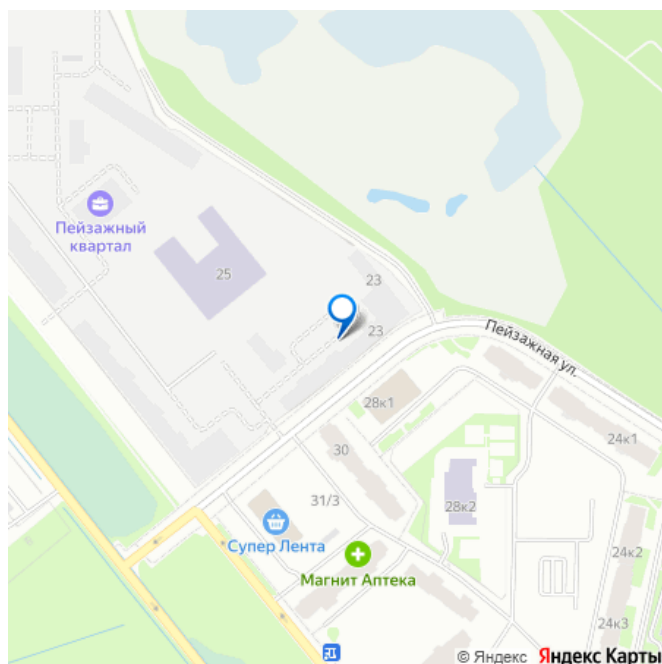 Пейзажный
квартал
25
23
23
Пейзажная ул.
28к1
24к1
30
28к2
31/3
Супер Лента
24к2
Магнит Аптека
24к3
© Яндекс Яндекс Карты